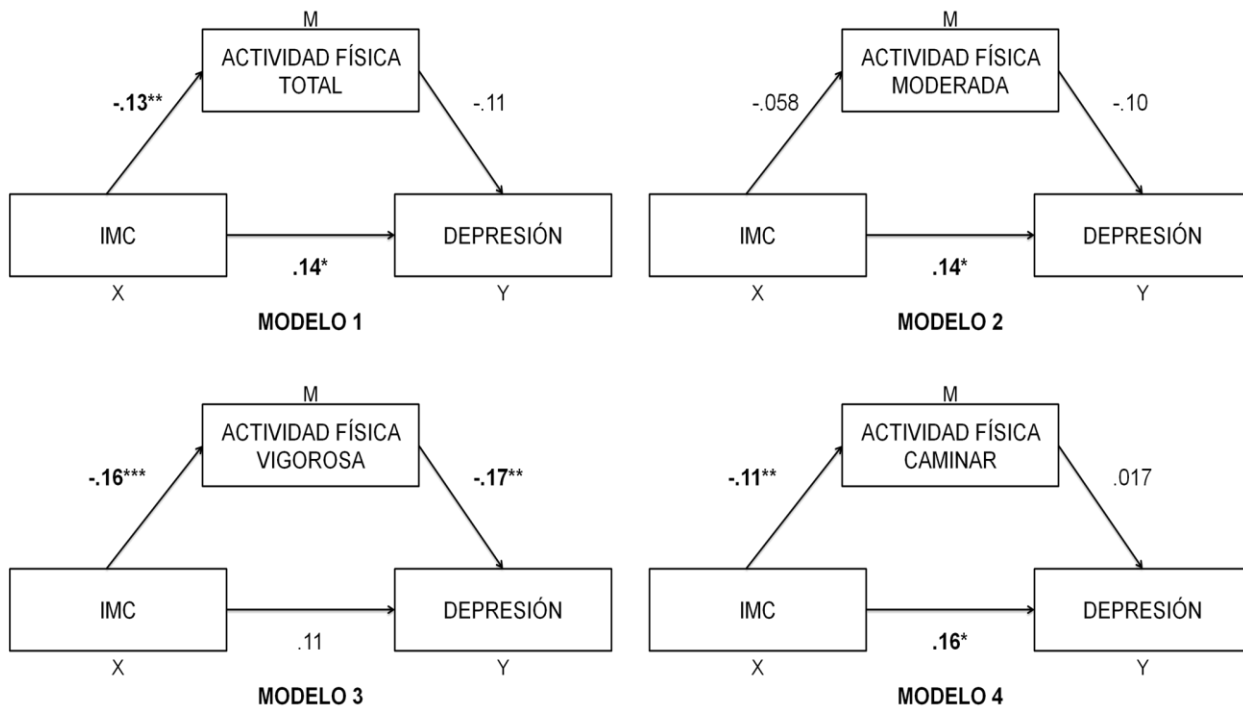 M
ACTIVIDAD FÍSICA
TOTAL
-.13**
-.11
IMC
DEPRESIÓN
.14*
X
Y
MODELO 1
M
ACTIVIDAD FÍSICA
MODERADA
-.058
-.10
IMC
DEPRESIÓN
.14*
X
Y
MODELO 2
M
ACTIVIDAD FÍSICA
VIGOROSA
-.16***
-.17**
IMC
DEPRESIÓN
.11
X
Y
MODELO 3
M
ACTIVIDAD FÍSICA
CAMINAR
-.11**
.017
IMC
DEPRESIÓN
.16*
X
Y
MODELO 4